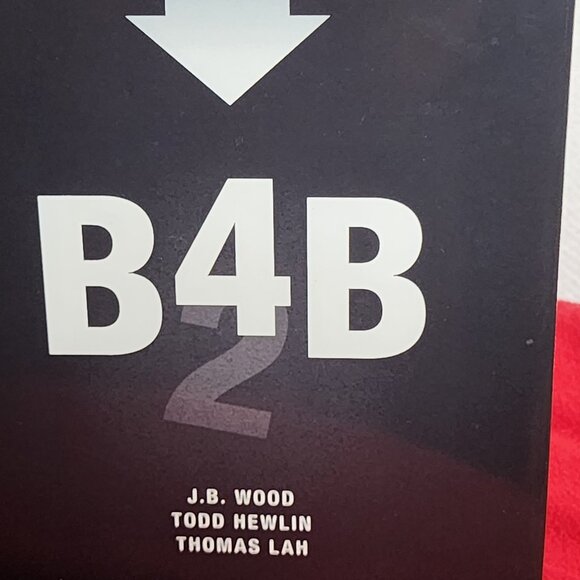 B4B
2
J.B. WOOD
TODD HEWLIN
THOMAS LAH